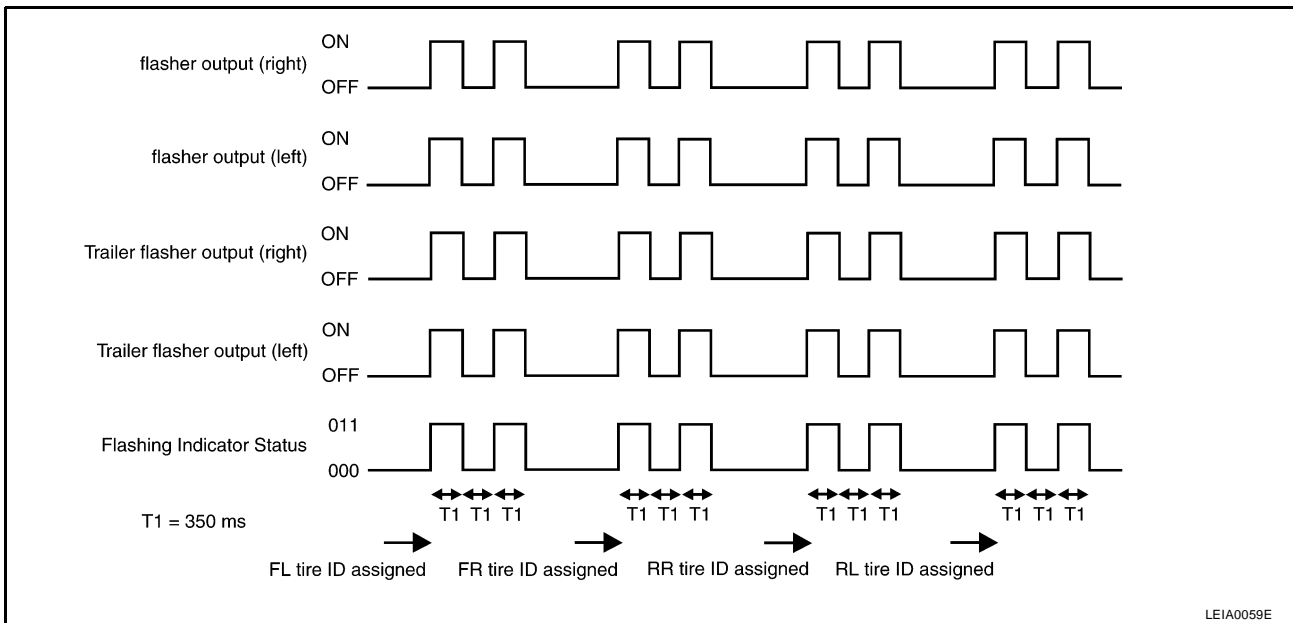 flasher output (right)
ON
OFF
flasher output (left)
ON
OFF
Trailer flasher output (right)
ON
OFF
Trailer flasher output (left)
ON
OFF
Flashing Indicator Status
011
000
T1 = 350 ms
T1 T1 T1 T1 T1 T1 T1 T1 T1 T1 T1 T1
FL tire ID assigned FR tire ID assigned RR tire ID assigned RL tire ID assigned
LEIA0059E